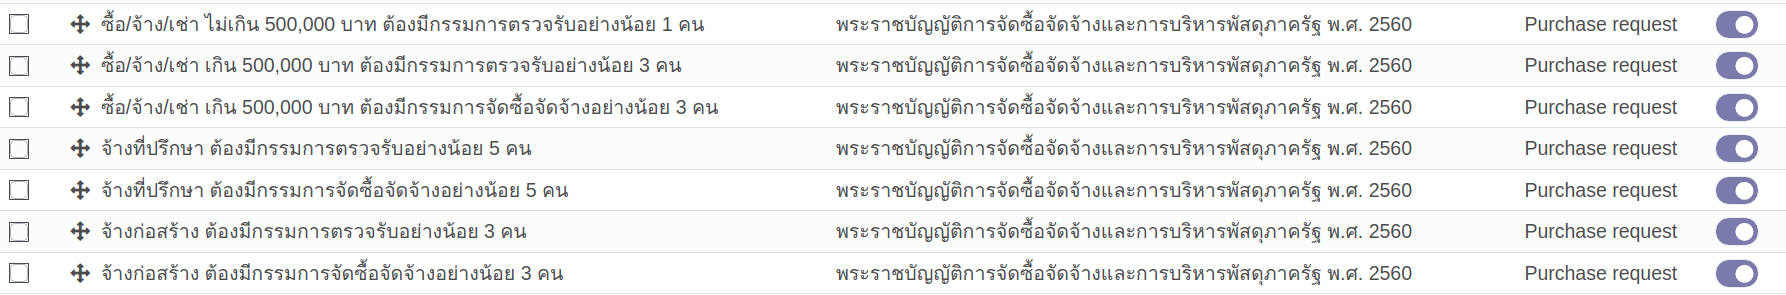 ซื้อ/จ้าง/เช่า ไม่เกิน 500,000 บาท ต้องมีกรรมการตรวจรับอย่างน้อย 1 คน พระราชบัญญัติการจัดซื้อจัดจ้างและการบริหารพัสดุภาครัฐ พ.ศ. 2560 Purchase request
ซื้อ/จ้าง/เช่า เกิน 500,000 บาท ต้องมีกรรมการตรวจรับอย่างน้อย 3 คน พระราชบัญญัติการจัดซื้อจัดจ้างและการบริหารพัสดุภาครัฐ พ.ศ. 2560 Purchase request
ซื้อ/จ้าง/เช่า เกิน 500,000 บาท ต้องมีกรรมการจัดซื้อจัดจ้างอย่างน้อย 3 คน พระราชบัญญัติการจัดซื้อจัดจ้างและการบริหารพัสดุภาครัฐ พ.ศ. 2560 Purchase request
จ้างที่ปรึกษา ต้องมีกรรมการตรวจรับอย่างน้อย 5 คน พระราชบัญญัติการจัดซื้อจัดจ้างและการบริหารพัสดุภาครัฐ พ.ศ. 2560 Purchase request
จ้างที่ปรึกษา ต้องมีกรรมการจัดซื้อจัดจ้างอย่างน้อย 5 คน พระราชบัญญัติการจัดซื้อจัดจ้างและการบริหารพัสดุภาครัฐ พ.ศ. 2560 Purchase request
จ้างก่อสร้าง ต้องมีกรรมการตรวจรับอย่างน้อย 3 คน พระราชบัญญัติการจัดซื้อจัดจ้างและการบริหารพัสดุภาครัฐ พ.ศ. 2560 Purchase request
จ้างก่อสร้าง ต้องมีกรรมการจัดซื้อจัดจ้างอย่างน้อย 3 คน พระราชบัญญัติการจัดซื้อจัดจ้างและการบริหารพัสดุภาครัฐ พ.ศ. 2560 Purchase request